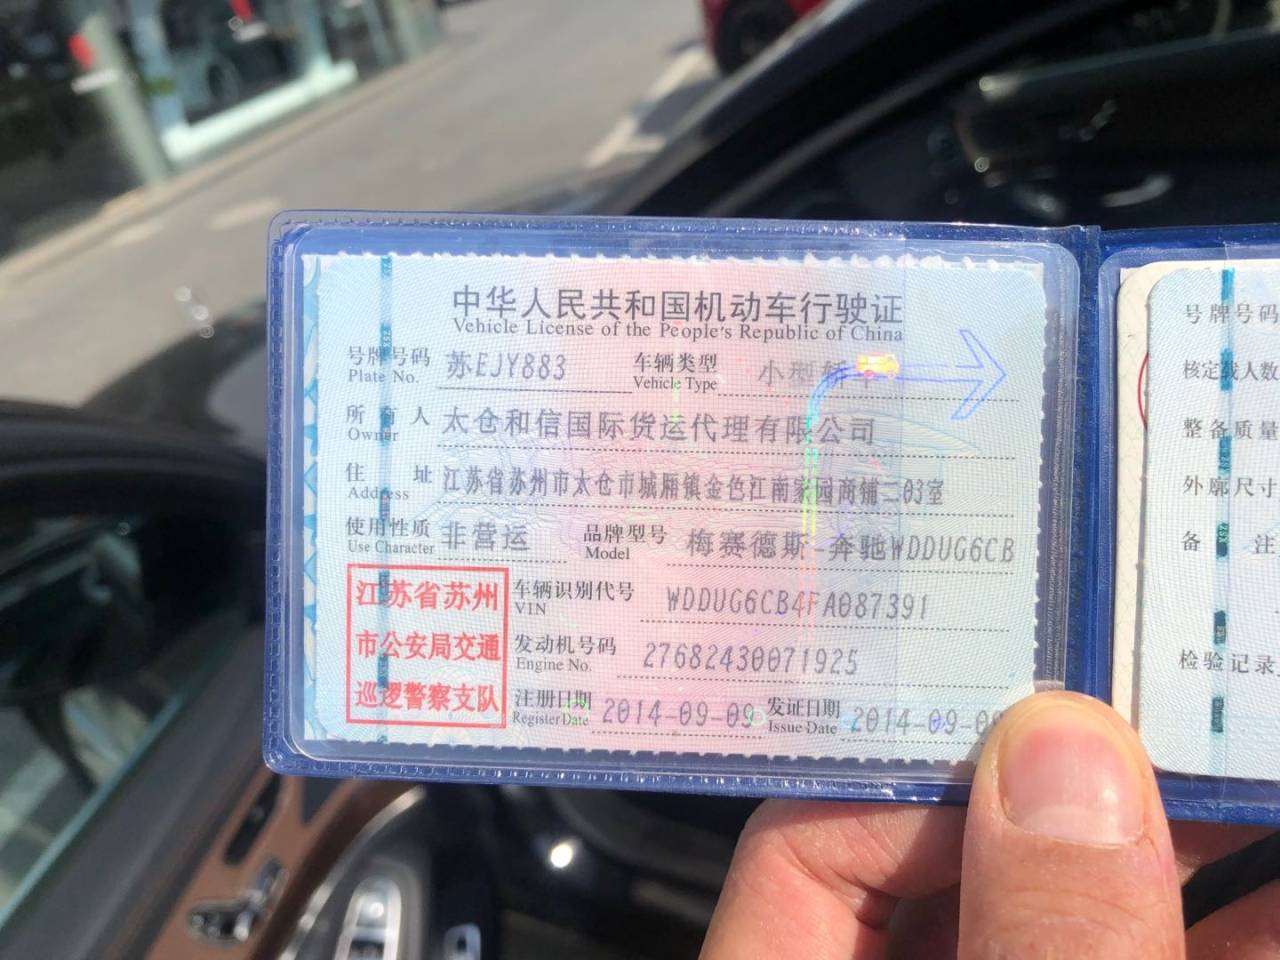 中华人民共和国机动车行驶证
Vehicle License of the People's Republic of China
号牌号码 苏EJY883 车辆类型 小型轿车
Plate No. Vehicle Type
所有人 太仓和信国际货运代理有限公司
Owner
住址 江苏省苏州市太仓市城厢镇金色江南家园商铺二03室
Address
使用性质 非营运 品牌型号 梅赛德斯-奔驰WDDUG6CB
Use Character Model
江苏省苏州
市公安局交通
巡逻警察支队
车辆识别代号 WDDUG6CB4FA087391
VIN
发动机号码 27682430071925
Engine No.
注册日期 2014-09-09 发证日期 2014-09-0
Register Date Issue Date
号牌号码
核定载人数
整备质量
外廓尺寸
备注
检验记录